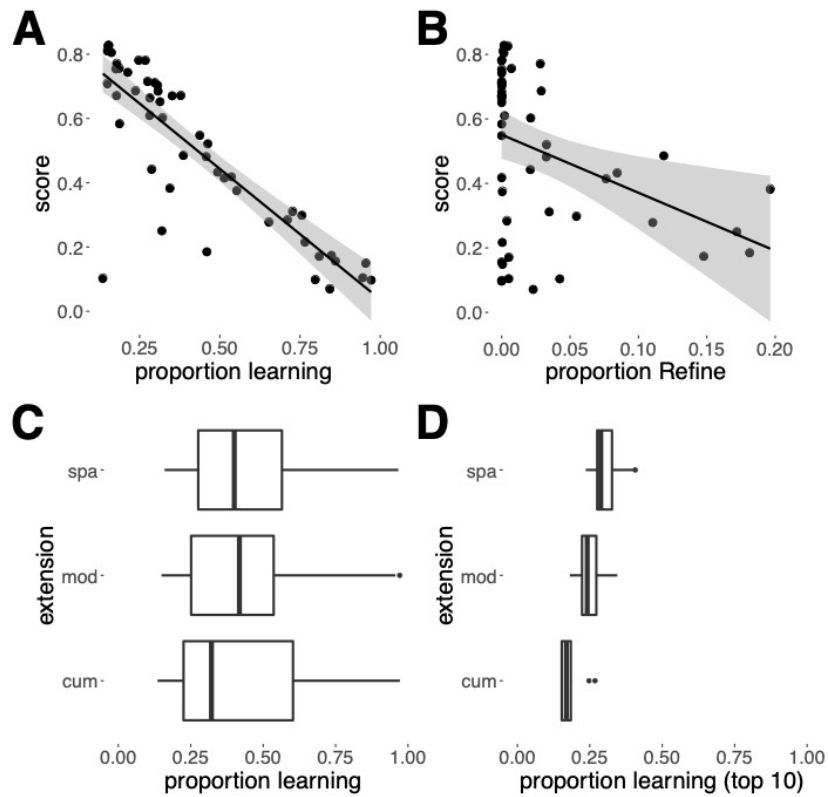 A
B
score
0.8
0.6
0.4
0.2
0.0
0.25 0.50 0.75 1.00
proportion learning
score
0.8
0.6
0.4
0.2
0.0
0.00 0.05 0.10 0.15 0.20
proportion Refine
C
D
extension
spa
mod
cum
0.00 0.25 0.50 0.75 1.00
proportion learning
extension
spa
mod
cum
0.00 0.25 0.50 0.75 1.00
proportion learning (top 10)